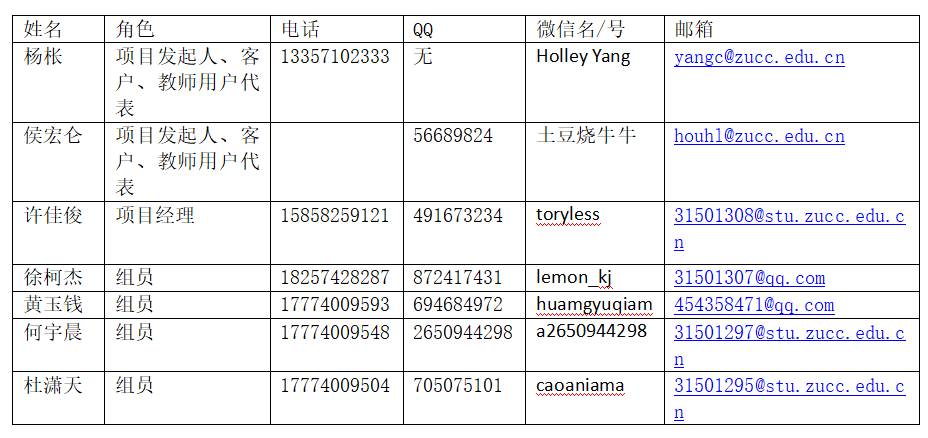 姓名 角色 电话 QQ 微信名/号 邮箱
杨枨 项目发起人、客 13357102333 无 Holley Yang yangc@zucc.edu.cn
户、教师用户代
表
侯宏仑 项目发起人、客 56689824 土豆烧牛牛 houhl@zucc.edu.cn
户、教师用户代
表
许佳俊 项目经理 15858259121 491673234 toryless 31501308@stu.zucc.edu.c
n
徐柯杰 组员 18257428287 872417431 lemon_kj 31501307@qq.com
黄玉钱 组员 17774009593 694684972 huamgyuqiam 454358471@qq.com
何宇晨 组员 17774009548 2650944298 a2650944298 31501297@stu.zucc.edu.c
n
杜潇天 组员 17774009504 705075101 caoaniama 31501295@stu.zucc.edu.c
n